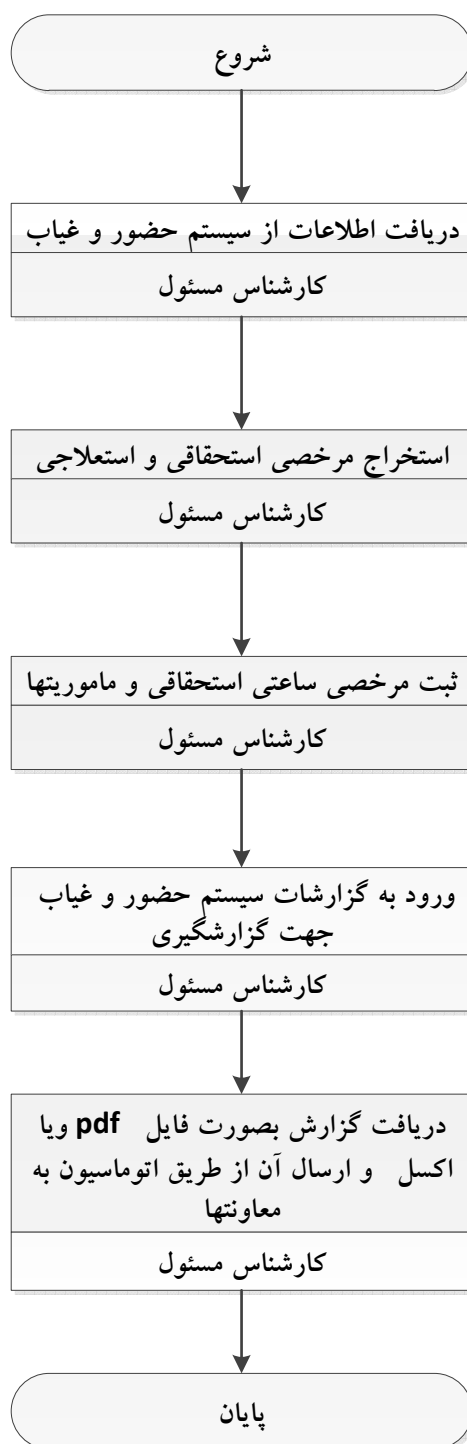 شروع
دریافت اطلاعات از سیستم حضور و غیاب
کارشناس مسئول
استخراج مرخصی استحقاقی و استعلاجی
کارشناس مسئول
ثبت مرخصی ساعتی استحقاقی و ماموریتها
کارشناس مسئول
ورود به گزارشات سیستم حضور و غیاب
جهت گزارشگیری
کارشناس مسئول
دریافت گزارش بصورت فایل pdf ویا
اکسل و ارسال آن از طریق اتوماسیون به
معاونتها
کارشناس مسئول
پایان